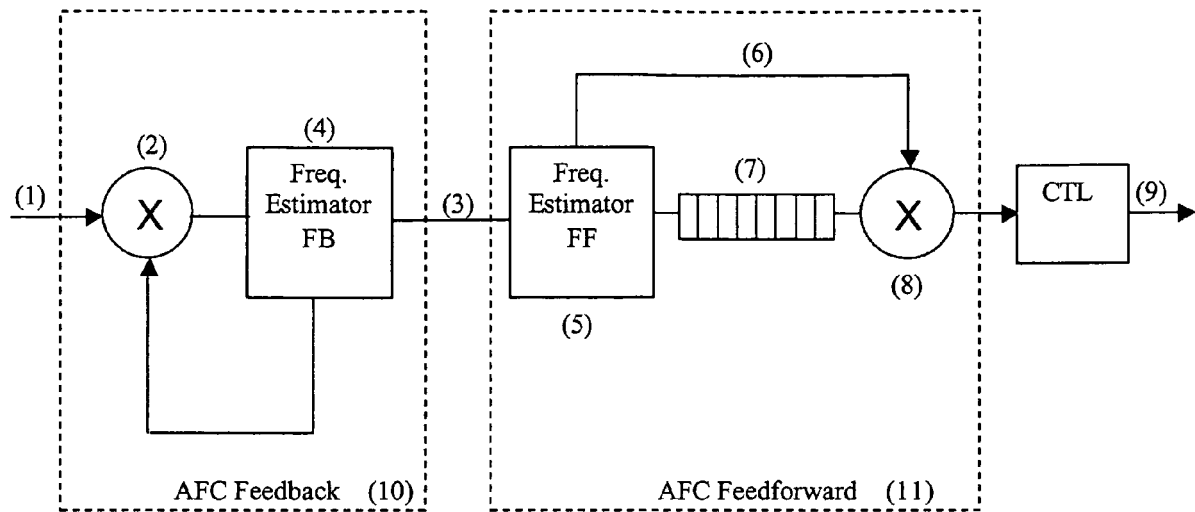 (1)
(2)
X
(4)
Freq.
Estimator
FB
(3)
Freq.
Estimator
FF
(5)
(6)
(7)
X
(8)
CTL
(9)
AFC Feedback (10)
AFC Feedforward (11)